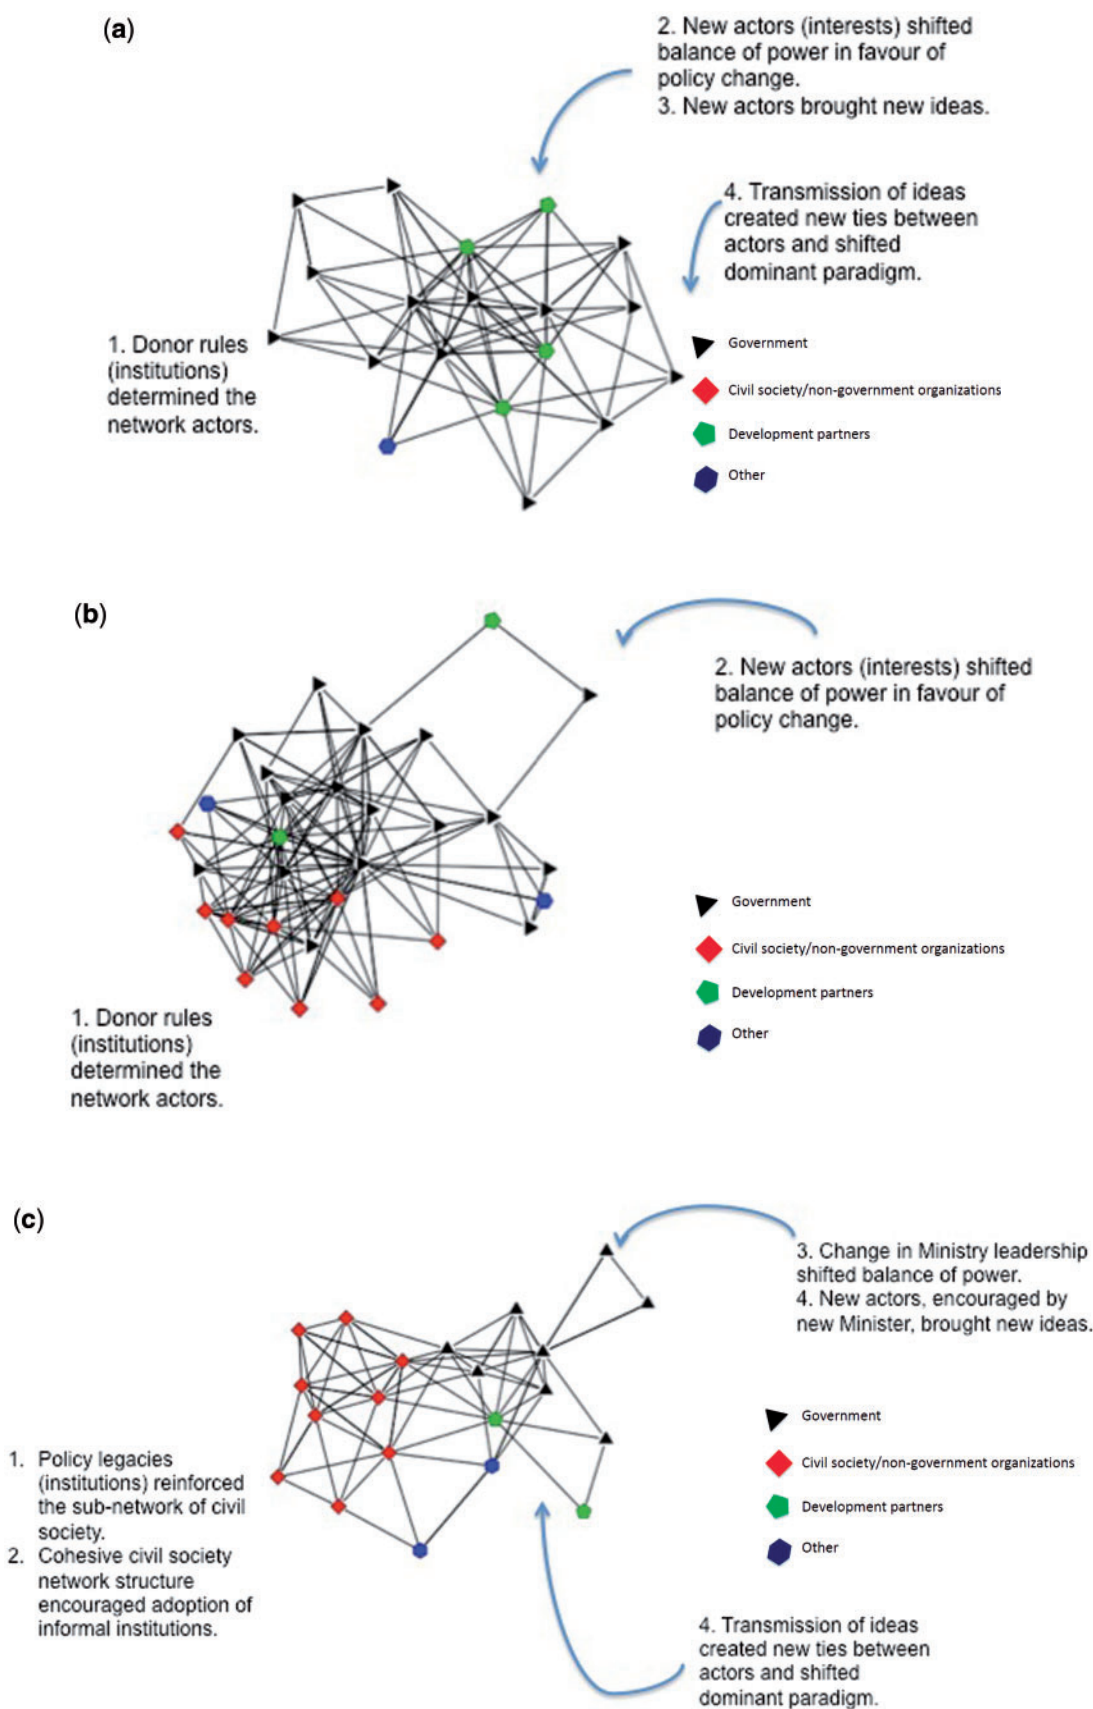 (a)
2. New actors (interests) shifted
balance of power in favour of
policy change.
3. New actors brought new ideas.
4. Transmission of ideas
created new ties between
actors and shifted
dominant paradigm.
1. Donor rules
(institutions)
determined the
network actors.
Government
Civil society/non-government organizations
Development partners
Other
(b)
2. New actors (interests) shifted
balance of power in favour of
policy change.
Government
Civil society/non-government organizations
Development partners
Other
1. Donor rules
(institutions)
determined the
network actors.
(c)
3. Change in Ministry leadership
shifted balance of power.
4. New actors, encouraged by
new Minister, brought new ideas.
Government
Civil society/non-government organizations
Development partners
Other
1. Policy legacies
(institutions) reinforced
the sub-network of civil
society.
2. Cohesive civil society
network structure
encouraged adoption of
informal institutions.
4. Transmission of ideas
created new ties between
actors and shifted
dominant paradigm.